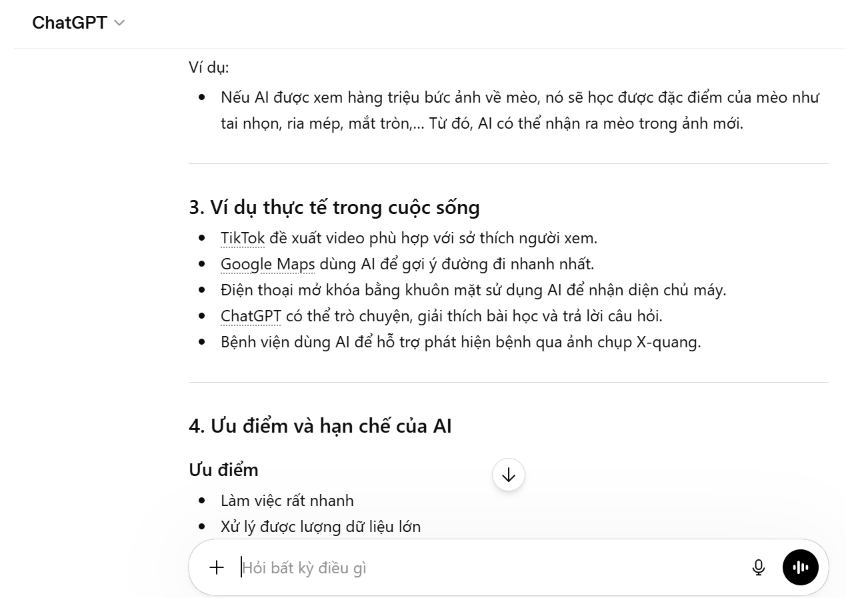 ChatGPT
Ví dụ:
Nếu AI được xem hàng triệu bức ảnh về mèo, nó sẽ học được đặc điểm của mèo như
tai nhọn, ria mép, mắt tròn,... Từ đó, AI có thể nhận ra mèo trong ảnh mới.
3. Ví dụ thực tế trong cuộc sống
TikTok đề xuất video phù hợp với sở thích người xem.
Google Maps dùng AI để gợi ý đường đi nhanh nhất.
Điện thoại mở khóa bằng khuôn mặt sử dụng AI để nhận diện chủ máy.
ChatGPT có thể trò chuyện, giải thích bài học và trả lời câu hỏi.
Bệnh viện dùng AI để hỗ trợ phát hiện bệnh qua ảnh chụp X-quang.
4. Ưu điểm và hạn chế của AI
Ưu điểm
Làm việc rất nhanh
Xử lý được lượng dữ liệu lớn
Hỏi bất kỳ điều gì